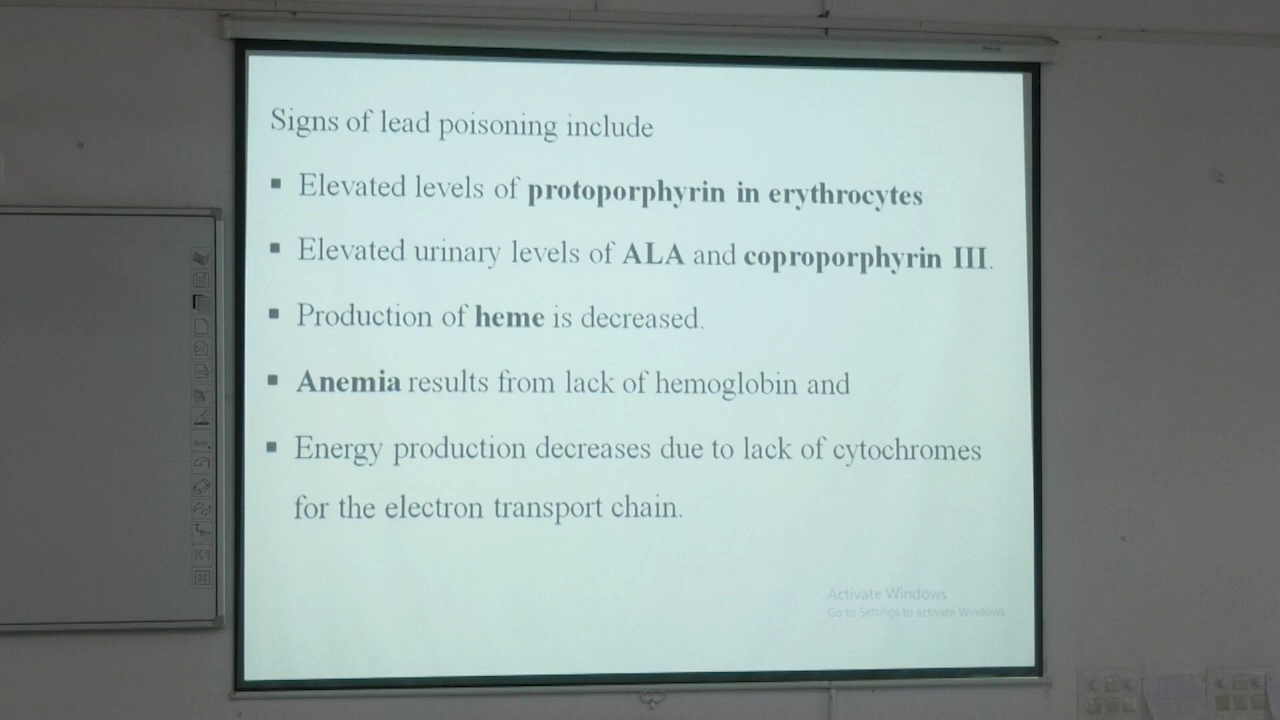 Signs of lead poisoning include
▪ Elevated levels of protoporphyrin in erythrocytes
▪ Elevated urinary levels of ALA and coproporphyrin III.
▪ Production of heme is decreased.
▪ Anemia results from lack of hemoglobin and
▪ Energy production decreases due to lack of cytochromes
for the electron transport chain.
Activate Windows
Go to Settings to activate Windows.